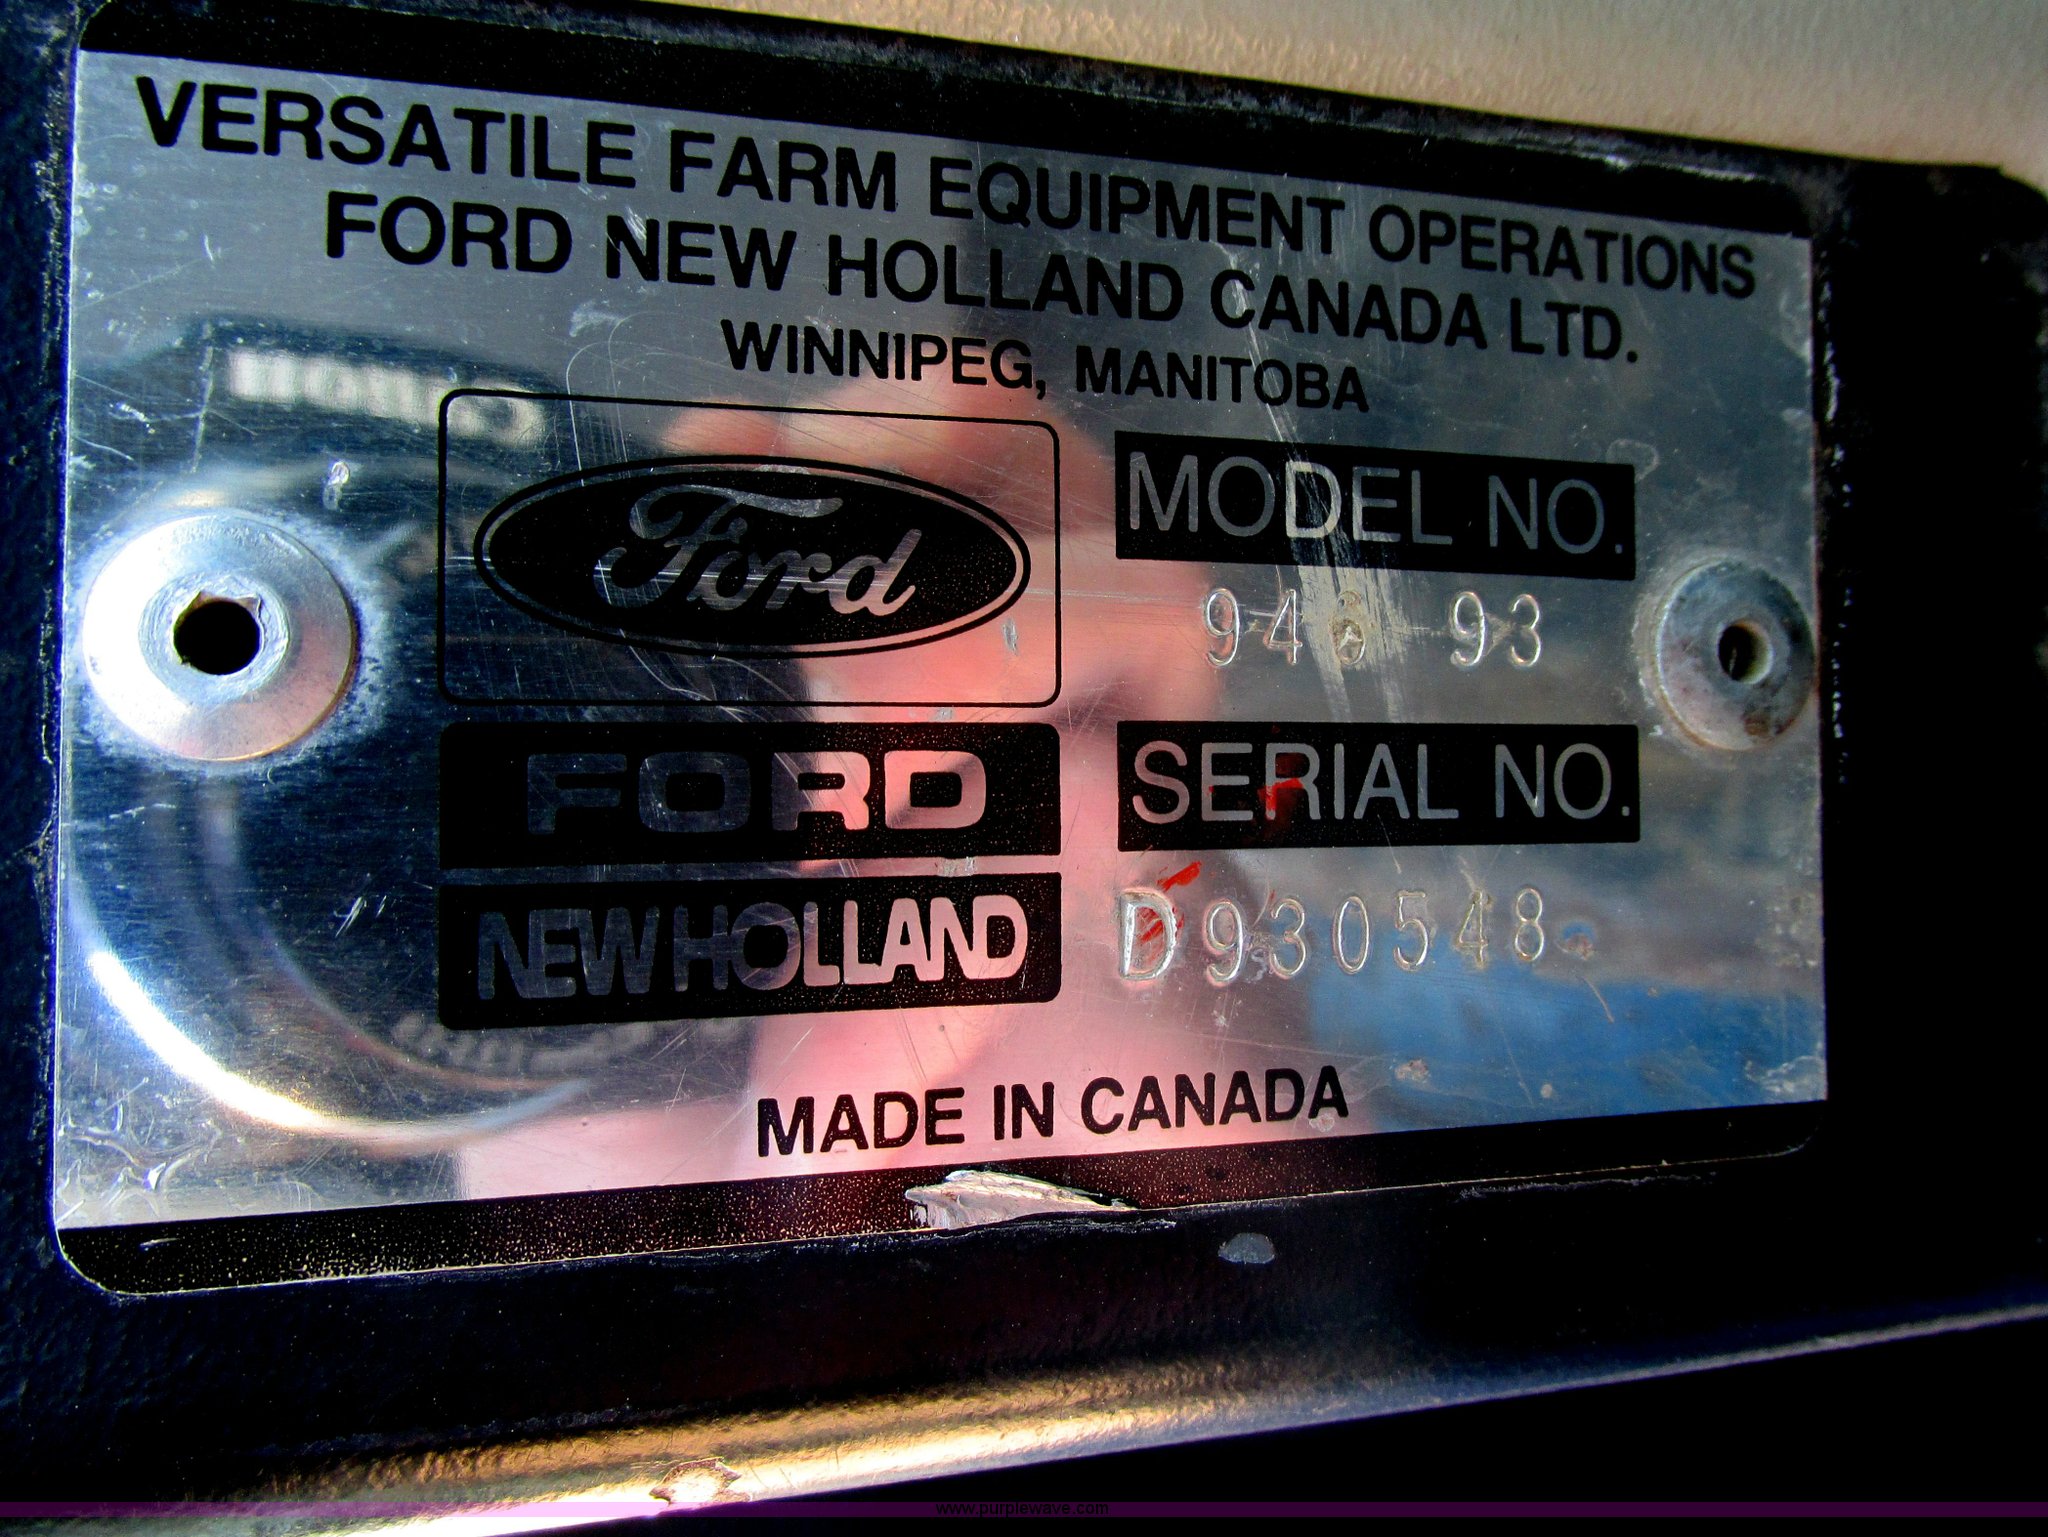 VERSATILE FARM EQUIPMENT OPERATIONS
FORD NEW HOLLAND CANADA LTD.
WINNIPEG, MANITOBA
Ford
FORD
NEW HOLLAND
MODEL NO.
946 93
SERIAL NO.
D930548
MADE IN CANADA
www.purplewave.com